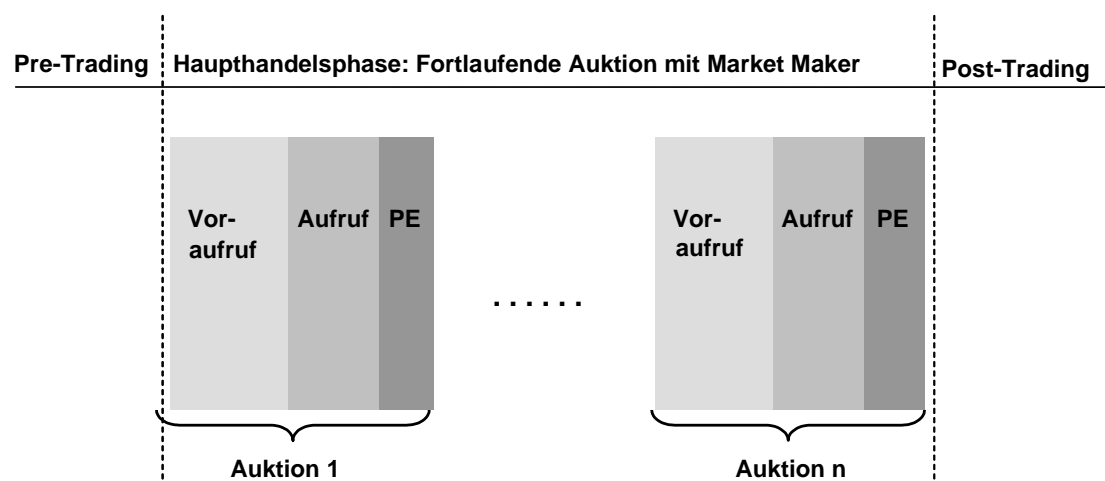 Pre-Trading
Haupthandelsphase: Fortlaufende Auktion mit Market Maker
Post-Trading
Vor-
aufruf
Aufruf
PE
......
Vor-
aufruf
Aufruf
PE
Auktion 1
Auktion n